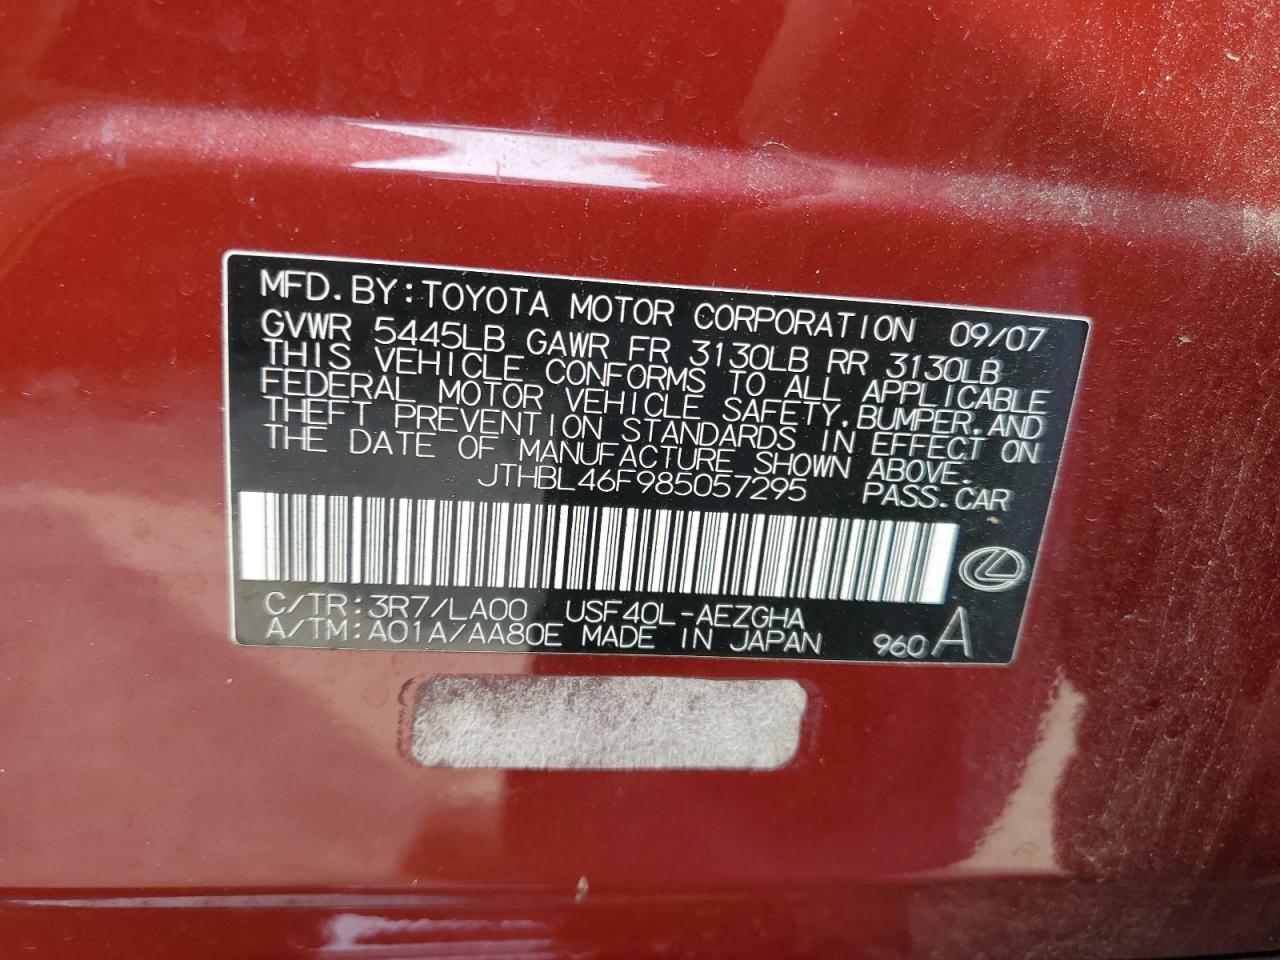 MFD.BY:TOYOTA MOTOR CORPORATION 09/07
GVWR 5445LB GAWR FR 3130LB RR 3130LB
THIS VEHICLE CONFORMS TO ALL APPLICABLE
FEDERAL MOTOR VEHICLE SAFETY,BUMPER,AND
THEFT PREVENTION STANDARDS IN EFFECT ON
THE DATE OF MANUFACTURE SHOWN ABOVE.
JTHBL46F985057295 PASS.CAR
C/TR:3R7/LA00 USF40L-AEZGHA
A/TM:A01A/AA80E MADE IN JAPAN 960 A